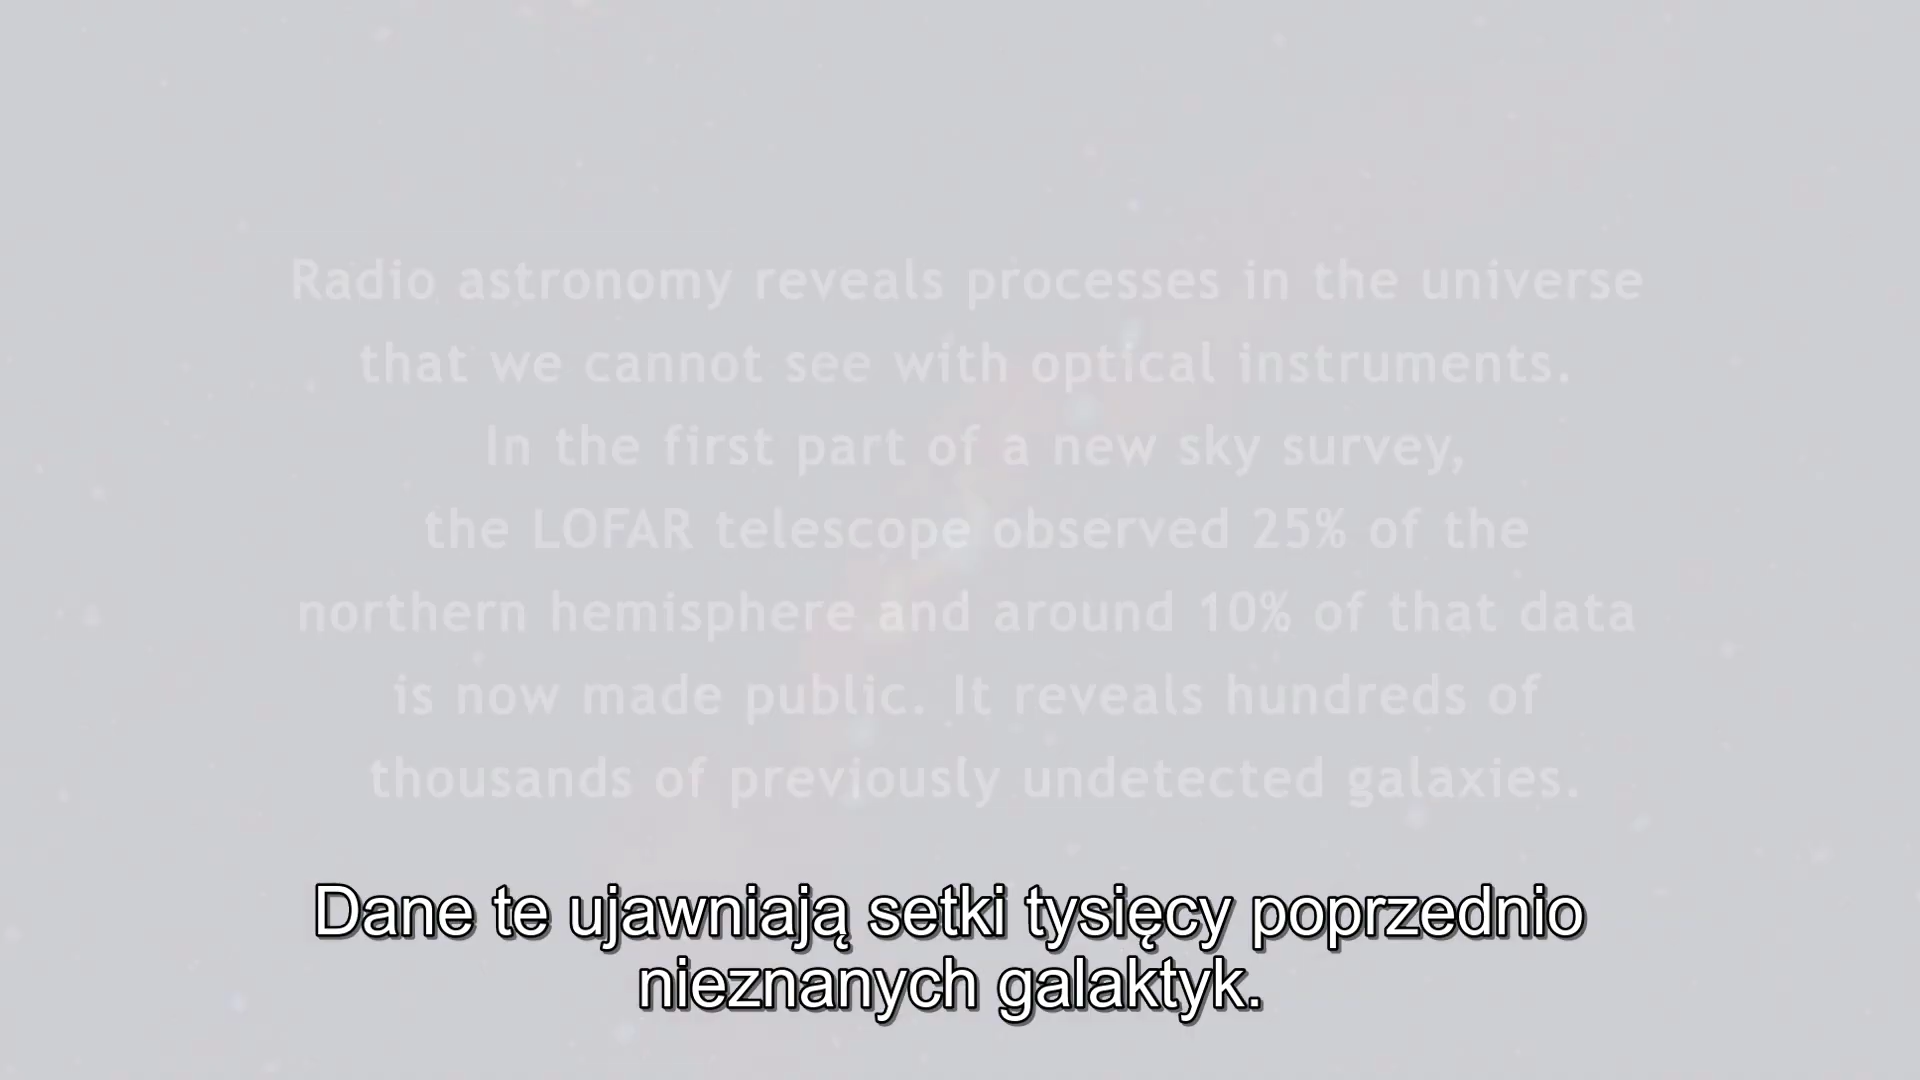 Radio astronomy reveals processes in the universe
that we cannot see with optical instruments.
In the first part of a new sky survey,
the LOFAR telescope observed 25% of the
northern hemisphere and around 10% of that data
is now made public. It reveals hundreds of
thousands of previously undetected galaxies.
Dane te ujawniają setki tysięcy poprzednio
nieznanych galaktyk.